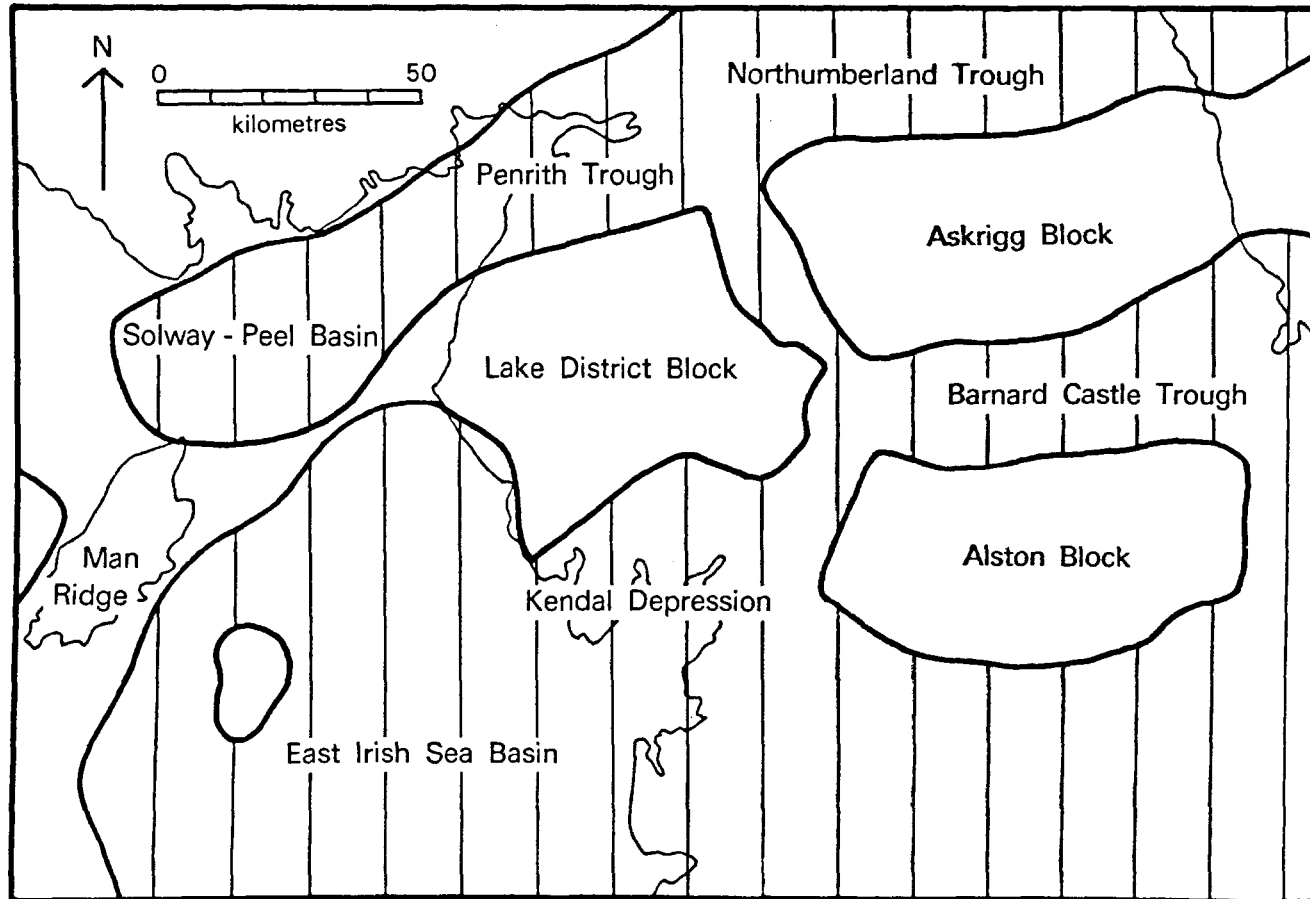 N
0 50
kilometres
Northumberland Trough
Penrith Trough
Askrigg Block
Solway - Peel Basin
Lake District Block
Barnard Castle Trough
Man
Ridge
Alston Block
Kendal Depression
East Irish Sea Basin